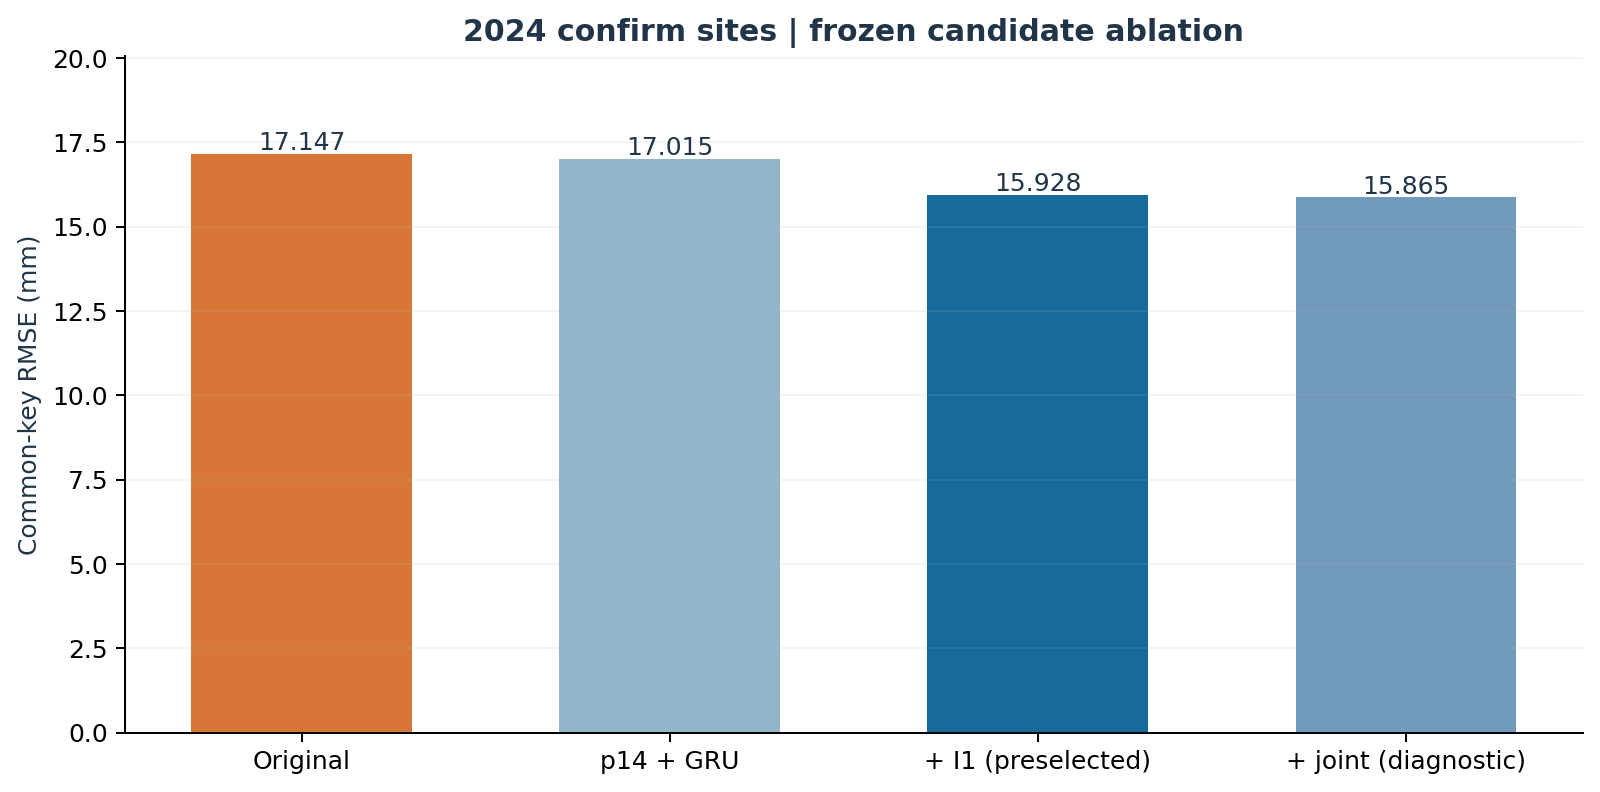 2024 confirm sites | frozen candidate ablation
Common-key RMSE (mm)
20.0
17.5
15.0
12.5
10.0
7.5
5.0
2.5
0.0
17.147
17.015
15.928
15.865
Original
p14 + GRU
+ I1 (preselected)
+ joint (diagnostic)